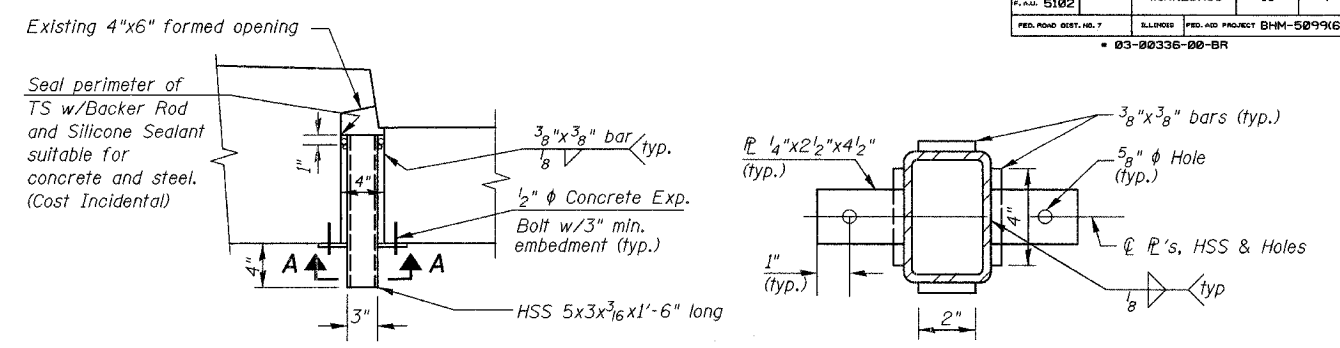 F.A.U. 5102
FED. ROAD DIST. NO. 7 ILLINOIS FED. AID PROJECT BHM-5099(6
* 03-00336-00-BR
Existing 4"x6" formed opening
Seal perimeter of
TS w/Backer Rod
and Silicone Sealant
suitable for
concrete and steel.
(Cost Incidental)
1"
4"
3/8"x3/8" bar
1/8
typ.
1/2" ϕ Concrete Exp.
Bolt w/3" min.
embedment (typ.)
4"
A A
HSS 5x3x3/16x1'-6" long
3"
3/8"x3/8" bars (typ.)
PL 1/4"x2 1/2"x4 1/2"
(typ.)
5/8" ϕ Hole
(typ.)
4"
CL PL's, HSS & Holes
1"
(typ.)
1/8
typ
2"